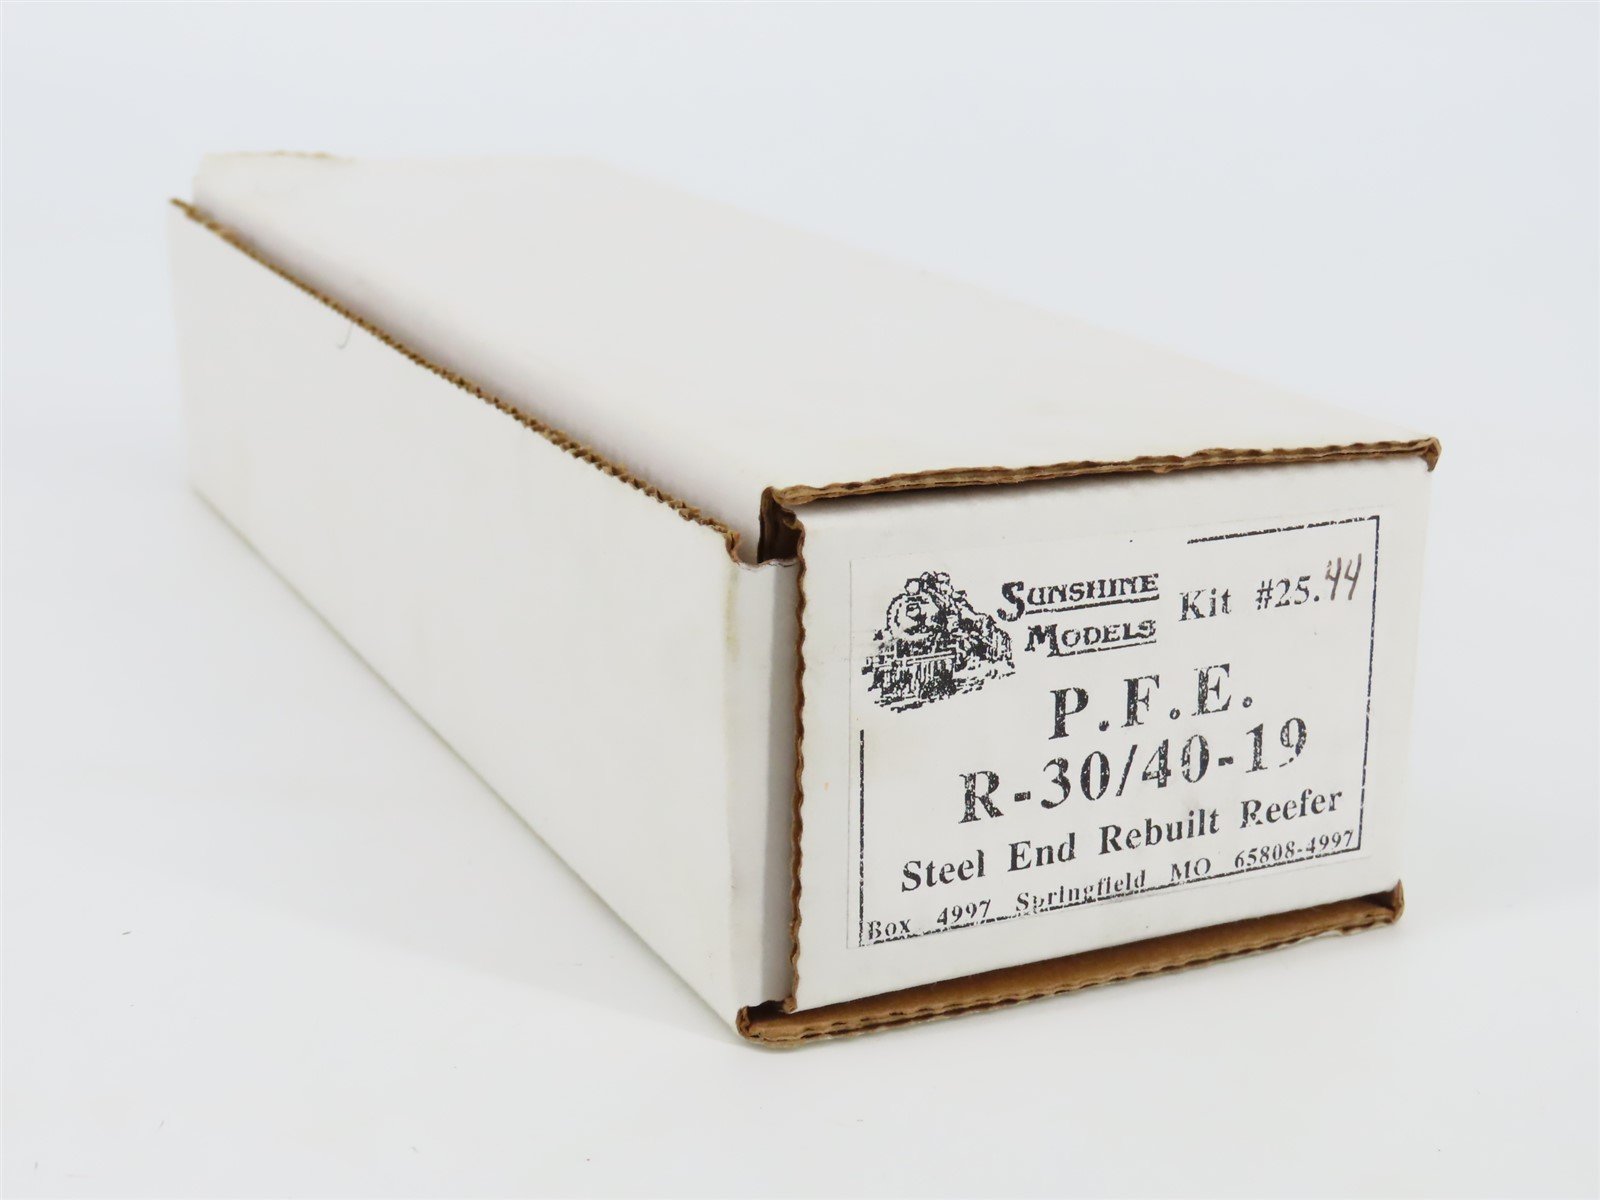 SUNSHINE MODELS Kit #25.44
P.F.E.
R-30/40-19
Steel End Rebuilt Reefer
Box 4997 Springfield MO 65808-4997